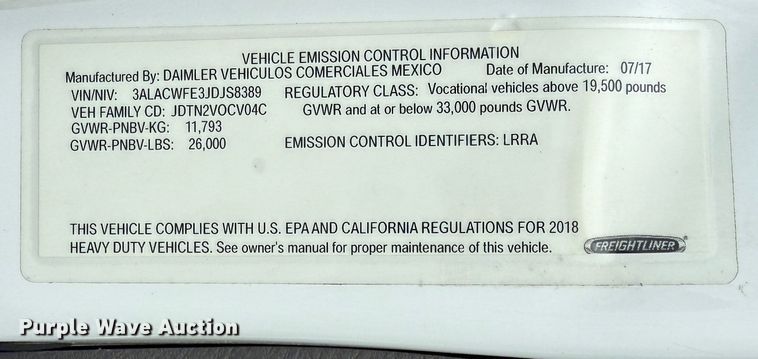 VEHICLE EMISSION CONTROL INFORMATION
Manufactured By: DAIMLER VEHICULOS COMERCIALES MEXICO Date of Manufacture: 07/17
VIN/NIV: 3ALACWFE3JDJS8389 REGULATORY CLASS: Vocational vehicles above 19,500 pounds
VEH FAMILY CD: JDTN2VOCV04C GVWR and at or below 33,000 pounds GVWR.
GVWR-PNBV-KG: 11,793
GVWR-PNBV-LBS: 26,000 EMISSION CONTROL IDENTIFIERS: LRRA
THIS VEHICLE COMPLIES WITH U.S. EPA AND CALIFORNIA REGULATIONS FOR 2018
HEAVY DUTY VEHICLES. See owner's manual for proper maintenance of this vehicle.
FREIGHTLINER
Purple Wave Auction